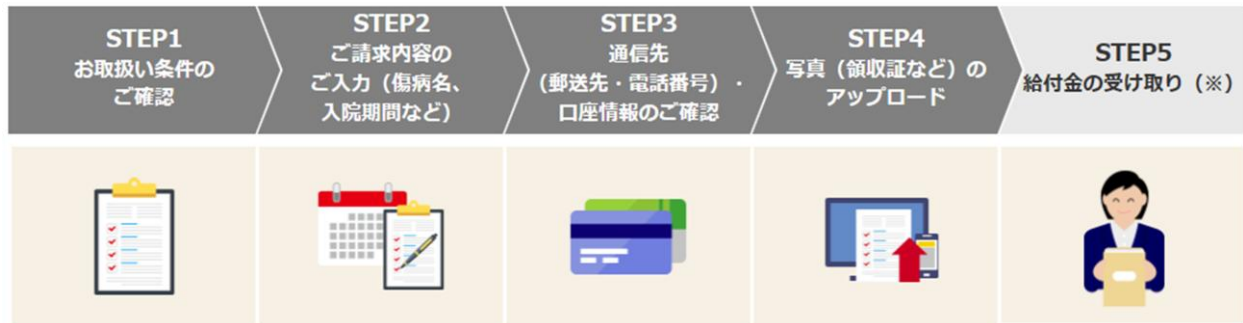 STEP1
お取扱い条件の
ご確認
STEP2
ご請求内容の
ご入力（傷病名、
入院期間など）
STEP3
通信先
（郵送先・電話番号）・
口座情報のご確認
STEP4
写真（領収証など）の
アップロード
STEP5
給付金の受け取り（※）